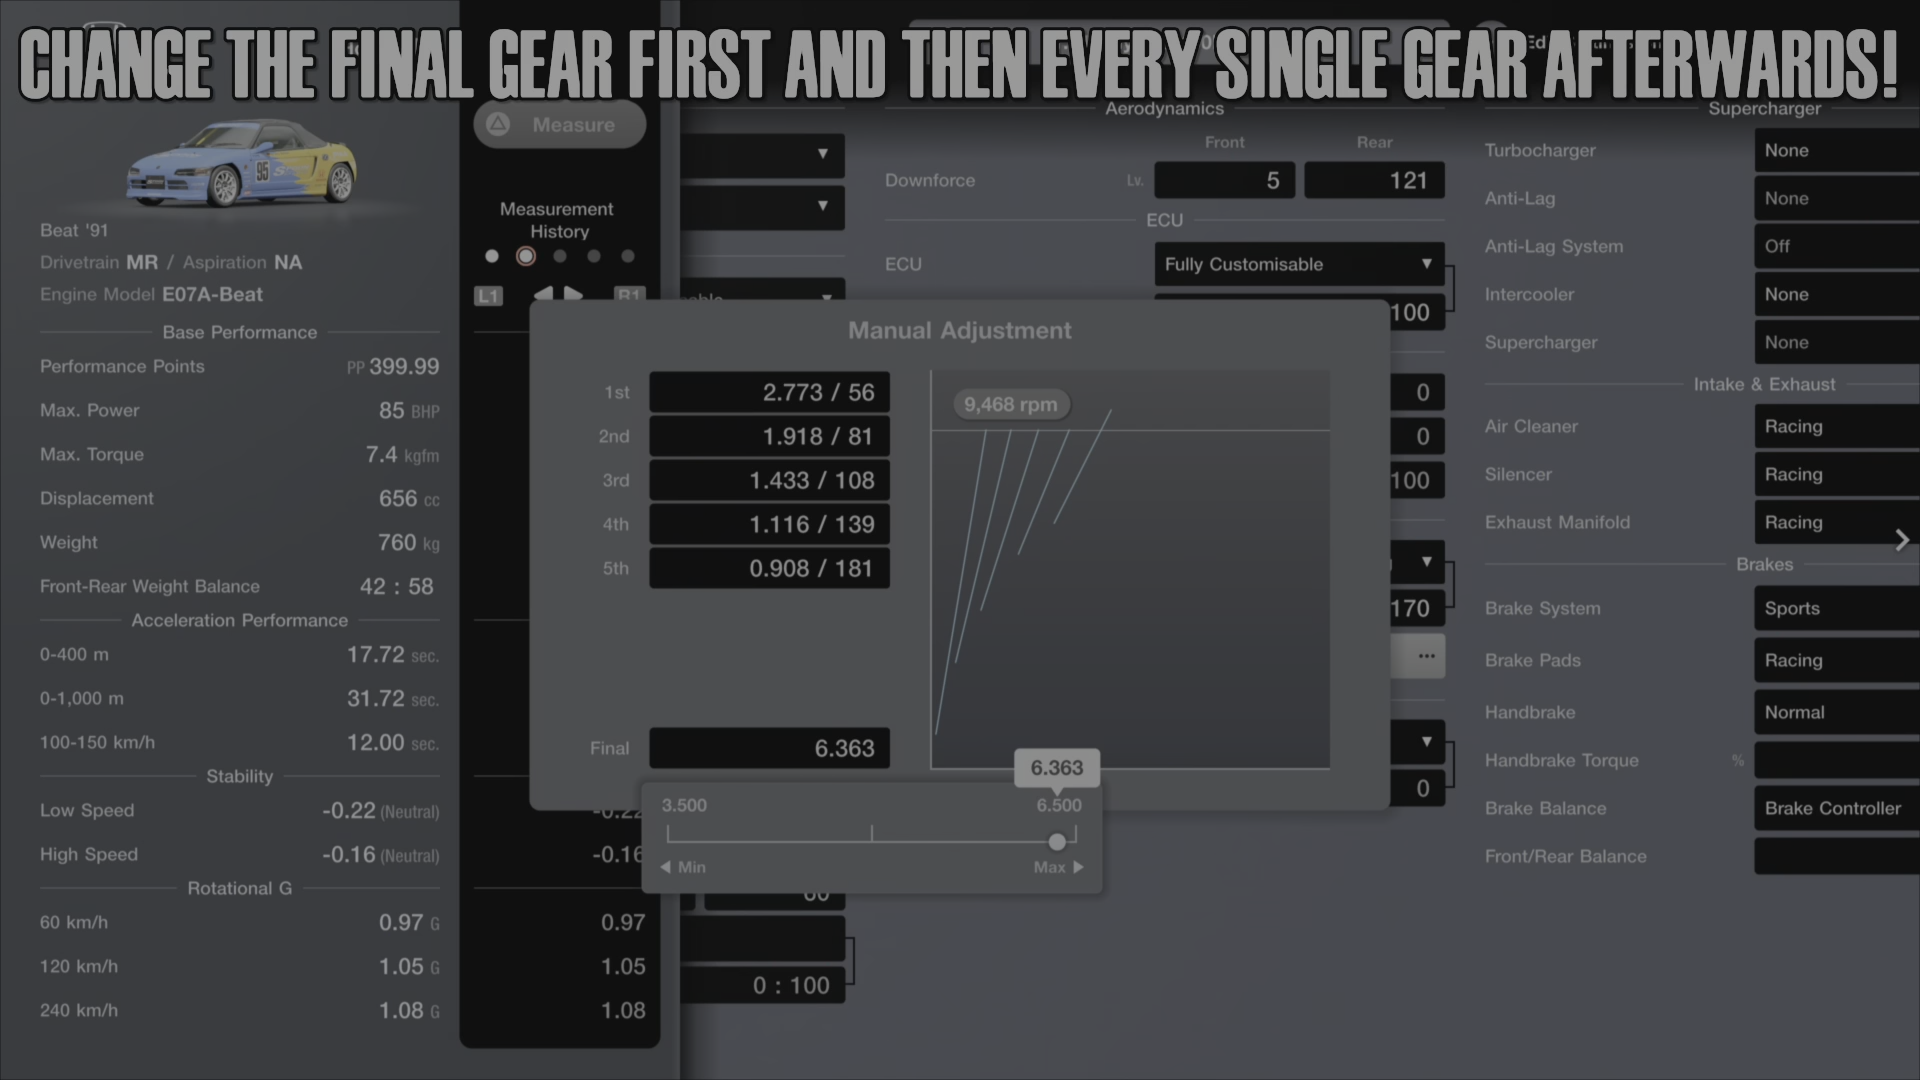 CHANGE THE FINAL GEAR FIRST AND THEN EVERY SINGLE GEAR AFTERWARDS!
Beat '91
Drivetrain MR / Aspiration NA
Engine Model E07A-Beat
Base Performance
Performance Points PP 399.99
Max. Power 85 BHP
Max. Torque 7.4 kgfm
Displacement 656 cc
Weight 760 kg
Front-Rear Weight Balance 42 : 58
Acceleration Performance
0-400 m 17.72 sec.
0-1,000 m 31.72 sec.
100-150 km/h 12.00 sec.
Stability
Low Speed -0.22 (Neutral)
High Speed -0.16 (Neutral)
Rotational G
60 km/h 0.97 G
120 km/h 1.05 G
240 km/h 1.08 G
Measure
Measurement
History
L1 R1
-0.22
-0.16
0.97
1.05
1.08
Manual Adjustment
1st 2.773 / 56
2nd 1.918 / 81
3rd 1.433 / 108
4th 1.116 / 139
5th 0.908 / 181
Final 6.363
9,468 rpm
6.363
3.500 6.500
Min Max
0 : 100
Aerodynamics
Front Rear
Downforce Lv. 5 121
ECU
ECU Fully Customisable
100
0
0
100
170
...
0
Supercharger
Turbocharger None
Anti-Lag None
Anti-Lag System Off
Intercooler None
Supercharger None
Intake & Exhaust
Air Cleaner Racing
Silencer Racing
Exhaust Manifold Racing
Brakes
Brake System Sports
Brake Pads Racing
Handbrake Normal
Handbrake Torque %
Brake Balance Brake Controller
Front/Rear Balance